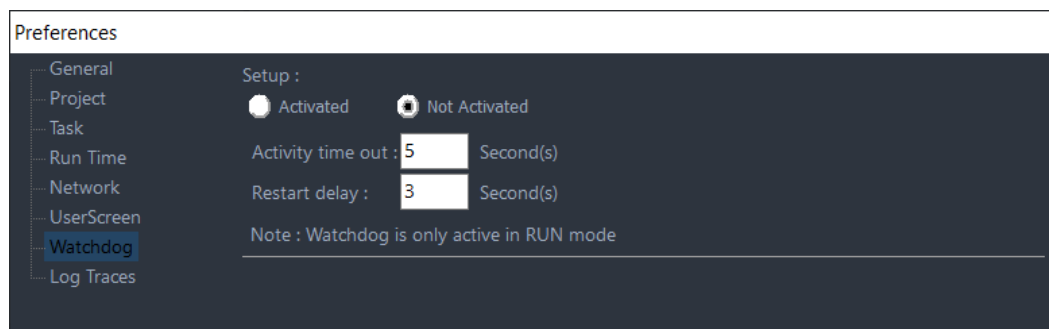 Preferences
General
Project
Task
Run Time
Network
UserScreen
Watchdog
Log Traces
Setup :
Activated Not Activated
Activity time out : 5 Second(s)
Restart delay : 3 Second(s)
Note : Watchdog is only active in RUN mode